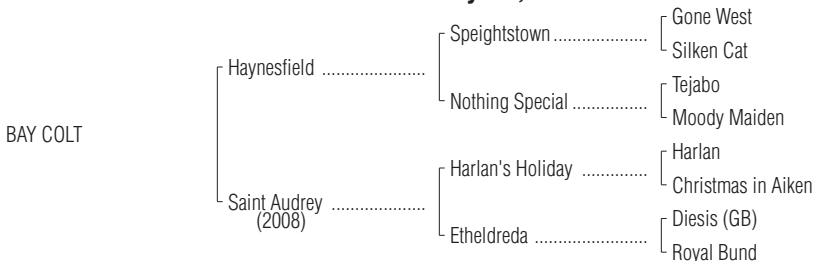 Gone West
Speightstown ....................
Silken Cat
Haynesfield ......................
Tejabo
Nothing Special ................
Moody Maiden
BAY COLT
Harlan
Harlan's Holiday ..............
Christmas in Aiken
Saint Audrey ....................
(2008)
Diesis (GB)
Etheldreda ........................
Royal Bund